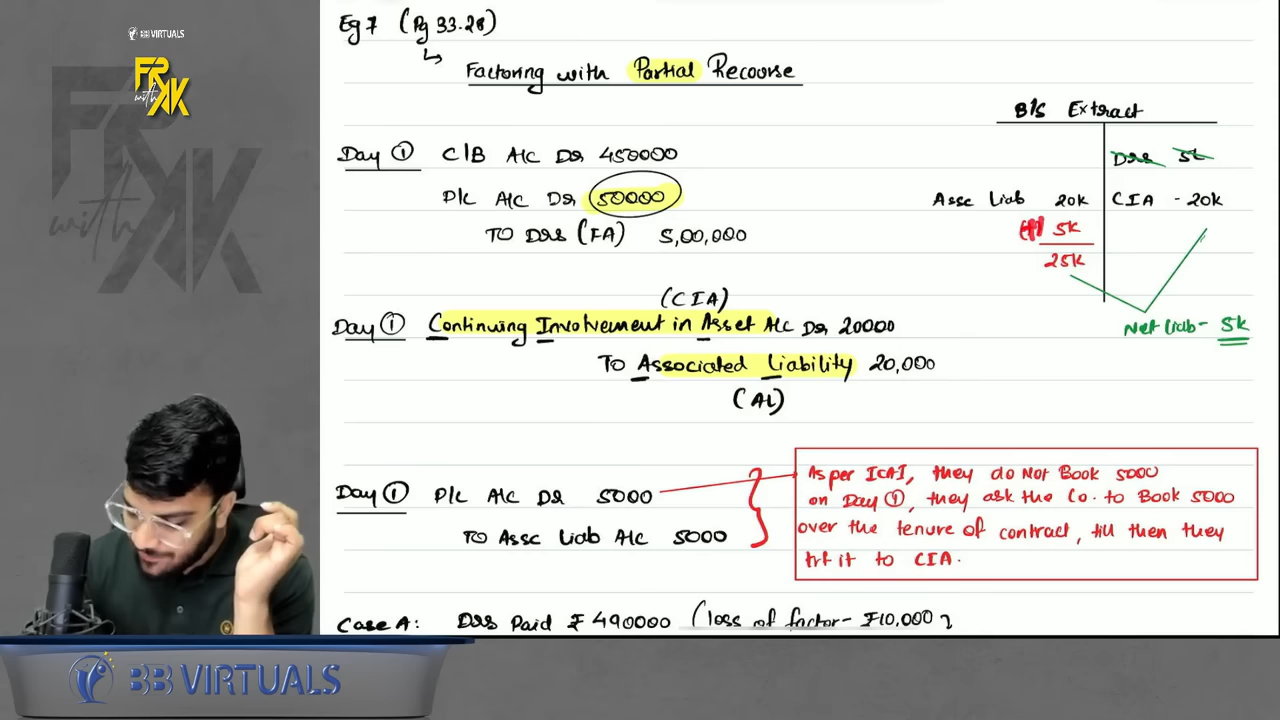 BB VIRTUALS
FR
with
AK
FR
with
AK
Eg 7 (Pg 33.28)
↳ Factoring with Partial Recourse
B/S Extract
Day ① C/B A/c Dr 450000
Drs 5L
P/L A/c Dr 50000
Assc Liab 20k CIA - 20k
TO Drs (FA) 5,00,000
5k
25k
(CIA)
Day ① Continuing Involvement in Asset A/c Dr 20000
Net Liab - 5k
TO Associated Liability 20,000
(AL)
As per ICAI, they do Not Book 5000
Day ① P/L A/c Dr 5000
on Day ①, they ask the Co. to Book 5000
TO Assc Liab A/c 5000
over the tenure of contract, till then they
trf it to CIA.
Case A: Drs Paid ₹ 490000 (loss of factor - ₹10,000)
BB VIRTUALS